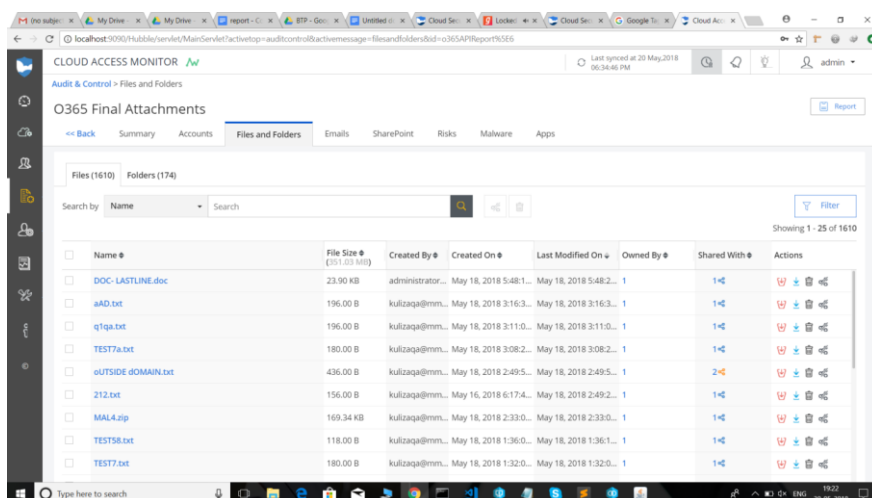 M (no subje
My Drive
My Drive
report - G
BTP - Goo
Untitled d
Cloud Sec
Locked
Cloud Sec
Google Ta
Cloud Acc
localhost:9090/Hubble/servlet/MainServlet?activetop=auditcontrol&activemessage=filesandfolders&id=o365APIReport%5E6
CLOUD ACCESS MONITOR
Last synced at 20 May,2018
06:34:46 PM
admin
Audit & Control > Files and Folders
O365 Final Attachments
Report
<< Back Summary Accounts Files and Folders Emails SharePoint Risks Malware Apps
Files (1610) Folders (174)
Search by Name Search
Filter
Showing 1 - 25 of 1610
Name File Size Created By Created On Last Modified On Owned By Shared With Actions
(351.03 MB)
DOC- LASTLINE.doc 23.90 KB administrator... May 18, 2018 5:48:1... May 18, 2018 5:48:2... 1 1
aAD.txt 196.00 B kulizaqa@mm... May 18, 2018 3:16:3... May 18, 2018 3:16:3... 1 1
q1qa.txt 196.00 B kulizaqa@mm... May 18, 2018 3:11:0... May 18, 2018 3:11:0... 1 1
TEST7a.txt 180.00 B kulizaqa@mm... May 18, 2018 3:08:2... May 18, 2018 3:08:2... 1 1
oUTSIDE dOMAIN.txt 436.00 B kulizaqa@mm... May 18, 2018 2:49:5... May 18, 2018 2:49:5... 1 2
212.txt 156.00 B kulizaqa@mm... May 16, 2018 6:17:4... May 18, 2018 2:49:2... 1 1
MAL4.zip 169.34 KB kulizaqa@mm... May 18, 2018 2:33:0... May 18, 2018 2:33:0... 1 1
TEST58.txt 118.00 B kulizaqa@mm... May 18, 2018 1:36:0... May 18, 2018 1:36:1... 1 1
TEST7.txt 180.00 B kulizaqa@mm... May 18, 2018 1:32:0... May 18, 2018 1:32:0... 1 1
Type here to search
ENG
19:22